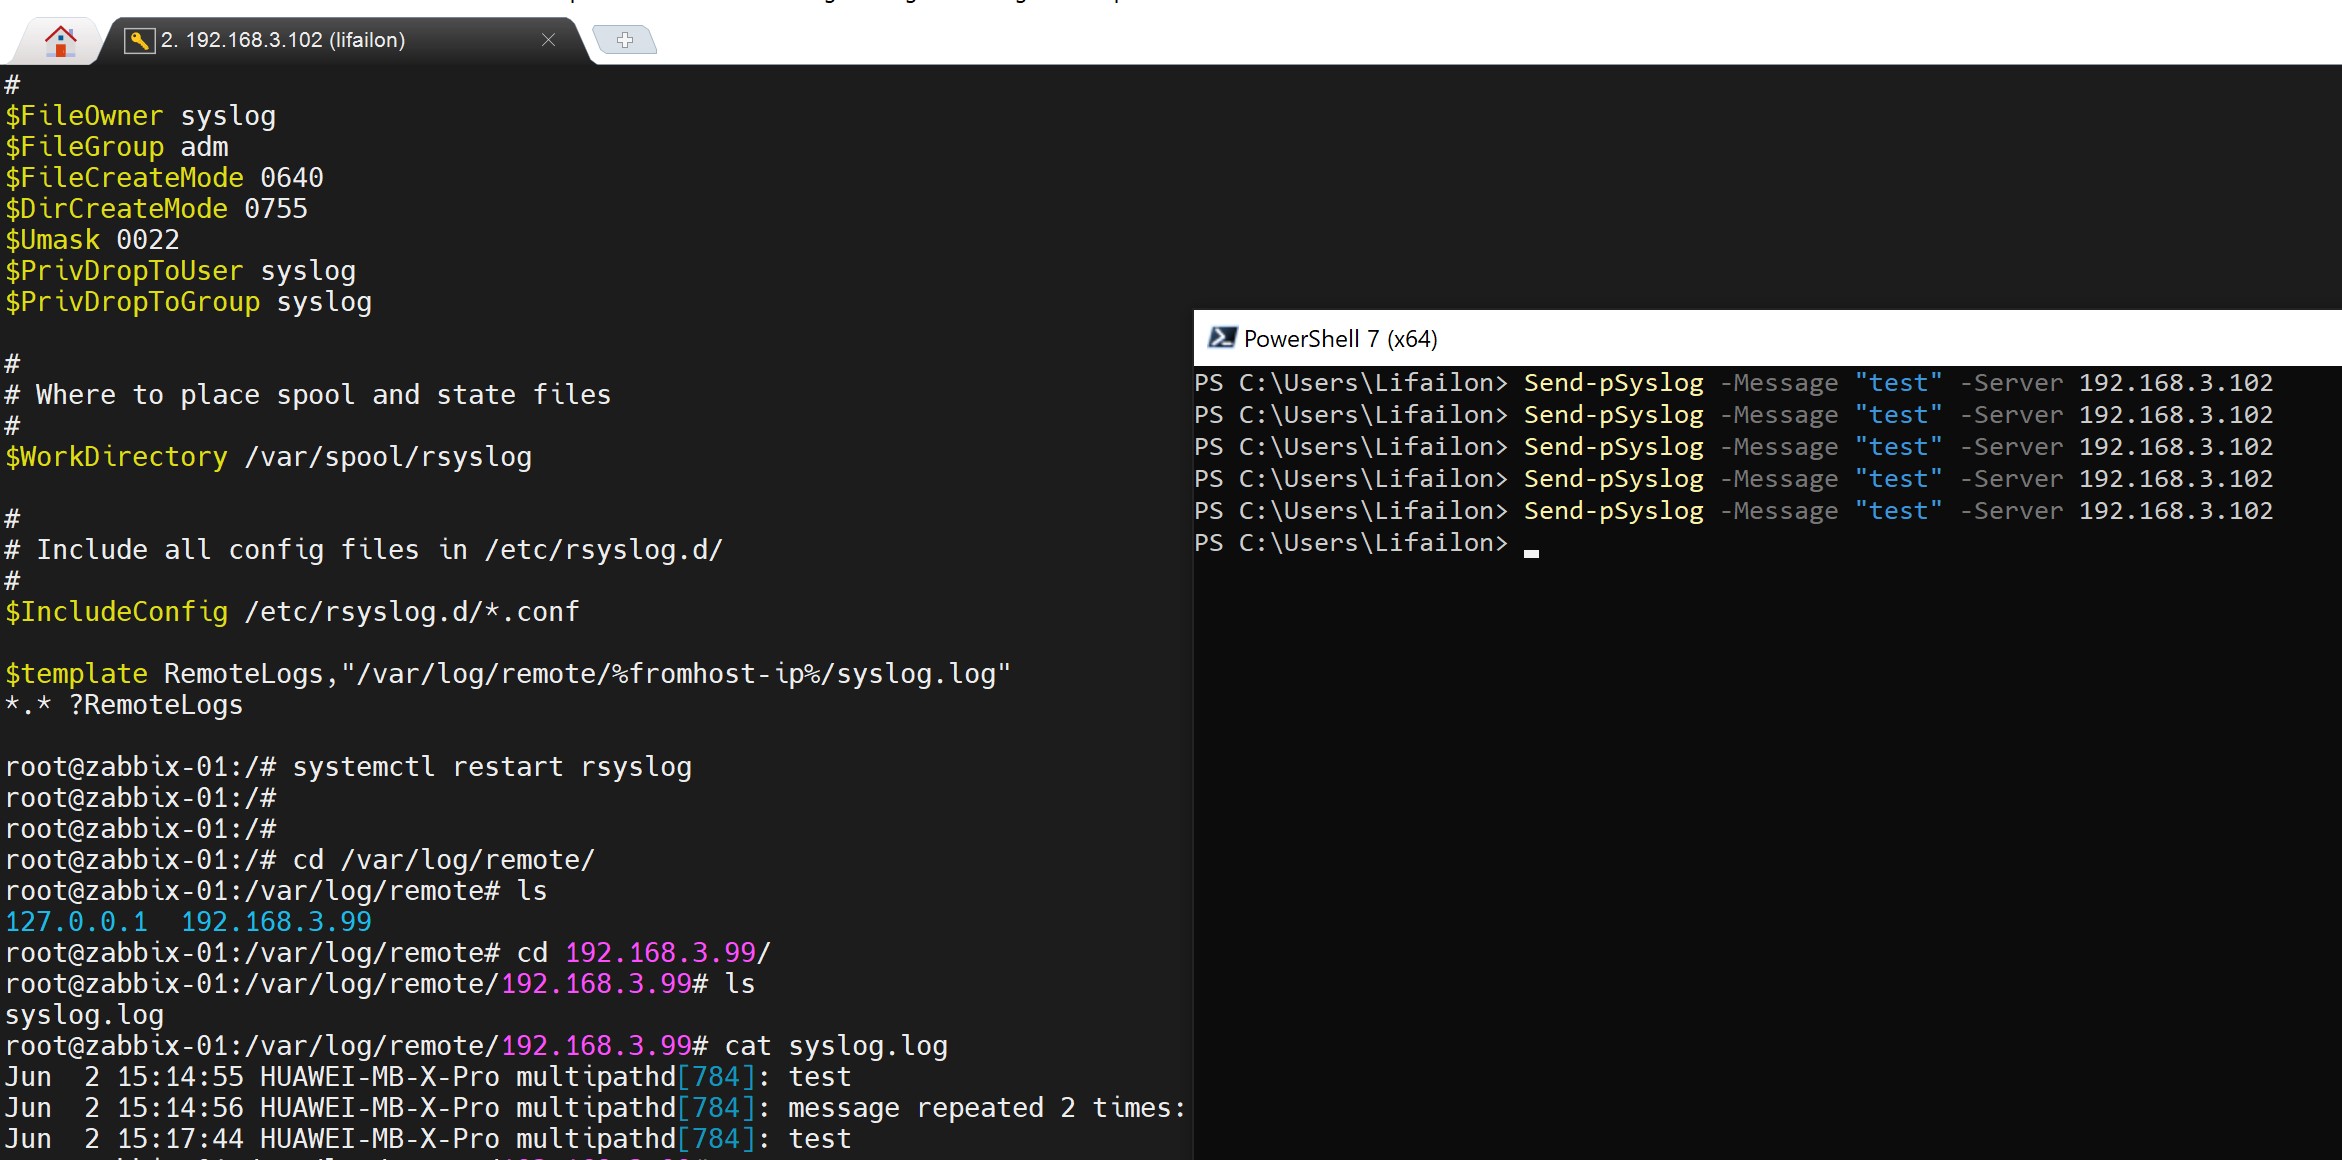 2. 192.168.3.102 (lifailon)
#
$FileOwner syslog
$FileGroup adm
$FileCreateMode 0640
$DirCreateMode 0755
$Umask 0022
$PrivDropToUser syslog
$PrivDropToGroup syslog
#
# Where to place spool and state files
#
$WorkDirectory /var/spool/rsyslog
#
# Include all config files in /etc/rsyslog.d/
#
$IncludeConfig /etc/rsyslog.d/*.conf
$template RemoteLogs,"/var/log/remote/%fromhost-ip%/syslog.log"
*.* ?RemoteLogs
root@zabbix-01:/# systemctl restart rsyslog
root@zabbix-01:/#
root@zabbix-01:/#
root@zabbix-01:/# cd /var/log/remote/
root@zabbix-01:/var/log/remote# ls
127.0.0.1  192.168.3.99
root@zabbix-01:/var/log/remote# cd 192.168.3.99/
root@zabbix-01:/var/log/remote/192.168.3.99# ls
syslog.log
root@zabbix-01:/var/log/remote/192.168.3.99# cat syslog.log
Jun  2 15:14:55 HUAWEI-MB-X-Pro multipathd[784]: test
Jun  2 15:14:56 HUAWEI-MB-X-Pro multipathd[784]: message repeated 2 times:
Jun  2 15:17:44 HUAWEI-MB-X-Pro multipathd[784]: test
PowerShell 7 (x64)
PS C:\Users\Lifailon> Send-pSyslog -Message "test" -Server 192.168.3.102
PS C:\Users\Lifailon> Send-pSyslog -Message "test" -Server 192.168.3.102
PS C:\Users\Lifailon> Send-pSyslog -Message "test" -Server 192.168.3.102
PS C:\Users\Lifailon> Send-pSyslog -Message "test" -Server 192.168.3.102
PS C:\Users\Lifailon> Send-pSyslog -Message "test" -Server 192.168.3.102
PS C:\Users\Lifailon>